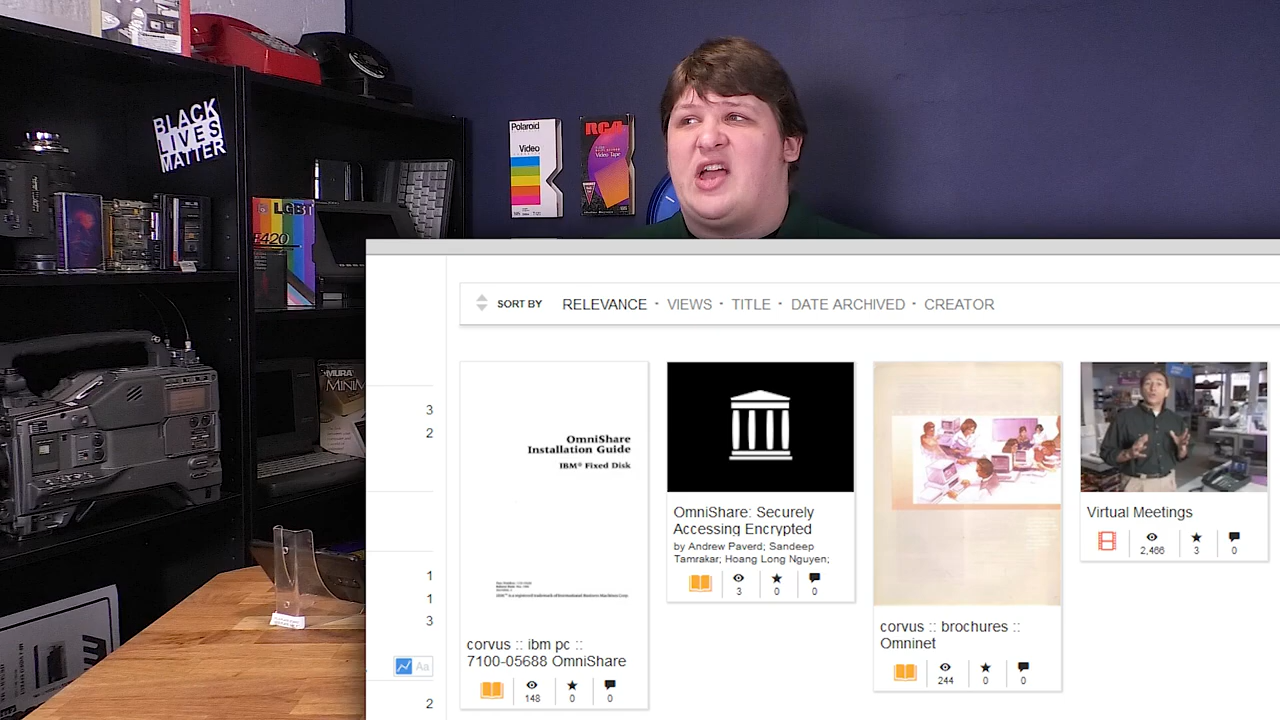 BLACK
LIVES
MATTER
Polaroid
Video
RCA
Video Tape
LGBT
#420
SORT BY
RELEVANCE · VIEWS · TITLE · DATE ARCHIVED · CREATOR
3
2
1
1
3
Aa
2
OmniShare
Installation Guide
IBM® Fixed Disk
corvus :: ibm pc ::
7100-05688 OmniShare
148
0
0
OmniShare: Securely
Accessing Encrypted
by Andrew Paverd; Sandeep
Tamrakar; Hoang Long Nguyen;
3
0
0
corvus :: brochures ::
Omninet
244
0
0
Virtual Meetings
2,466
3
0